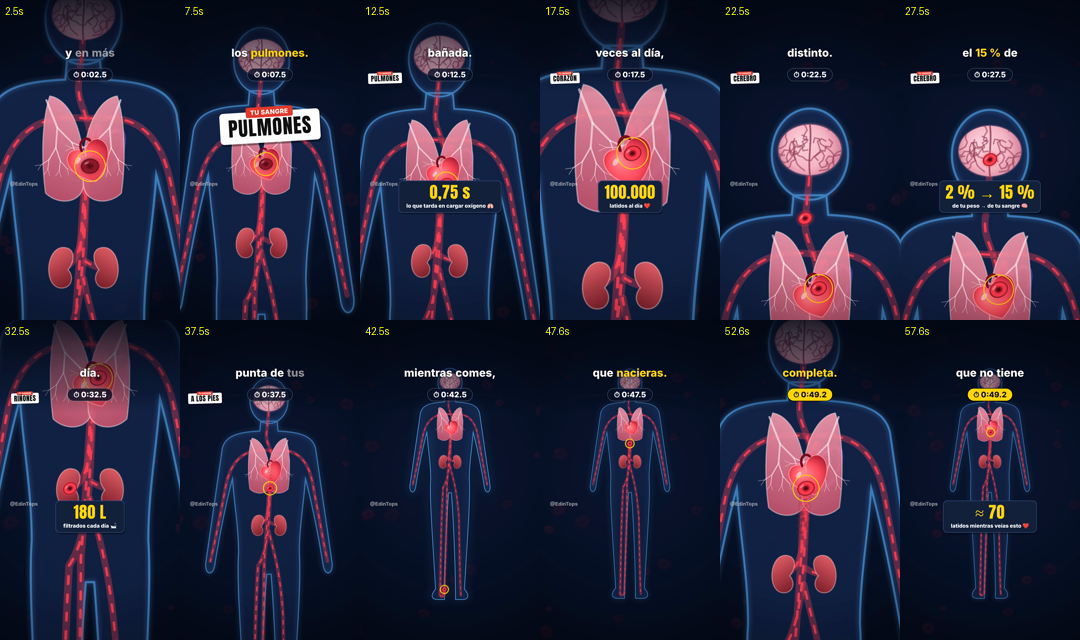 2.5s
y en más
⏱ 0:02.5
@EdinTops
7.5s
los pulmones.
⏱ 0:07.5
TU SANGRE
PULMONES
@EdinTops
12.5s
bañada.
⏱ 0:12.5
PULMONES
@EdinTops
0,75 s
lo que tarda en cargar oxígeno 🫁
17.5s
veces al día,
⏱ 0:17.5
CORAZÓN
@EdinTops
100.000
latidos al día ❤️
22.5s
distinto.
⏱ 0:22.5
CEREBRO
27.5s
el 15 % de
⏱ 0:27.5
CEREBRO
@EdinTops
2 % → 15 %
de tu peso → de tu sangre 🧠
32.5s
día.
⏱ 0:32.5
RIÑONES
@EdinTops
180 L
filtrados cada día
37.5s
punta de tus
⏱ 0:37.5
A LOS PIES
@EdinTops
42.5s
mientras comes,
⏱ 0:42.5
@EdinTops
47.6s
que nacieras.
⏱ 0:47.5
@EdinTops
52.6s
completa.
⏱ 0:49.2
@EdinTops
57.6s
que no tiene
⏱ 0:49.2
@EdinTops
≈ 70
latidos mientras veías esto ❤️